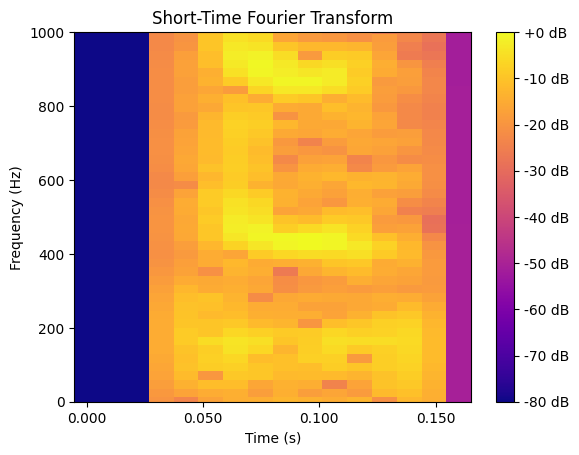 Short-Time Fourier Transform
1000
800
600
400
200
0
Frequency (Hz)
0.000
0.050
0.100
0.150
Time (s)
+0 dB
-10 dB
-20 dB
-30 dB
-40 dB
-50 dB
-60 dB
-70 dB
-80 dB